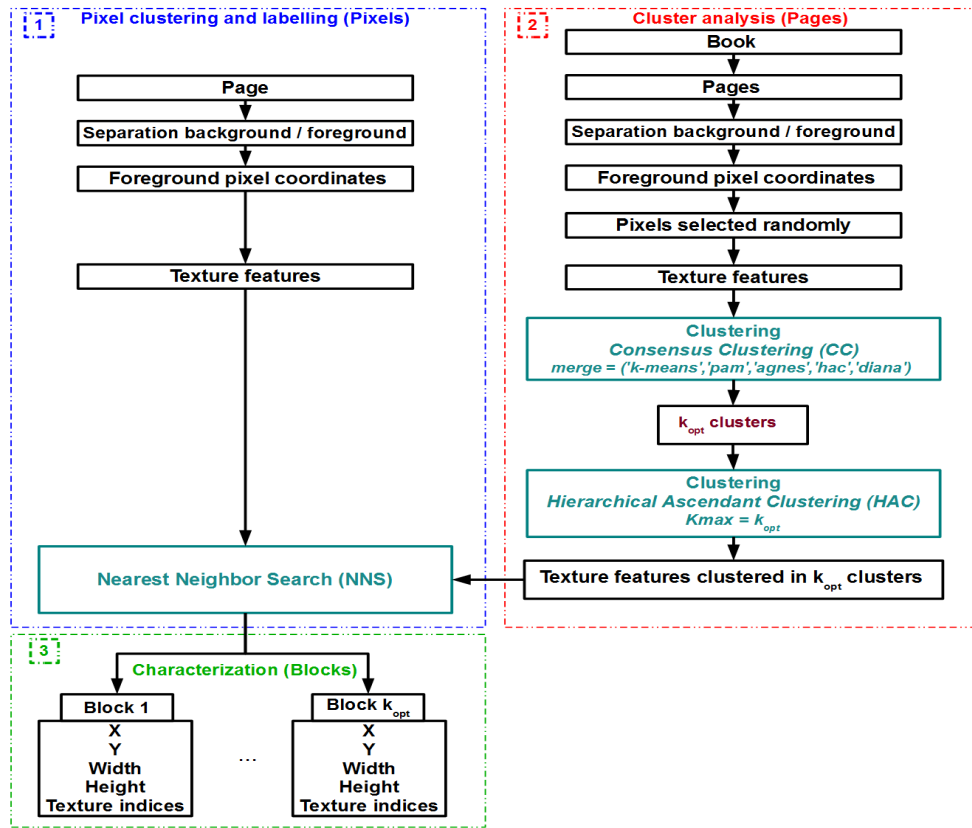 1
Pixel clustering and labelling (Pixels)
Page
Separation background / foreground
Foreground pixel coordinates
Texture features
Nearest Neighbor Search (NNS)
2
Cluster analysis (Pages)
Book
Pages
Separation background / foreground
Foreground pixel coordinates
Pixels selected randomly
Texture features
Clustering
Consensus Clustering (CC)
merge = ('k-means','pam','agnes','hac','diana')
kopt clusters
Clustering
Hierarchical Ascendant Clustering (HAC)
Kmax = kopt
Texture features clustered in kopt clusters
3
Characterization (Blocks)
Block 1
X
Y
Width
Height
Texture indices
...
Block kopt
X
Y
Width
Height
Texture indices